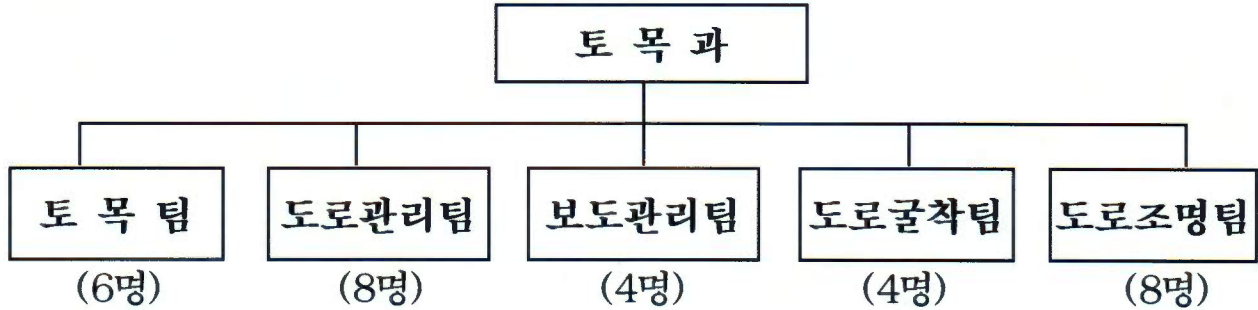 토 목 과
토 목 팀 도로관리팀 보도관리팀 도로굴착팀 도로조명팀
(6명) (8명) (4명) (4명) (8명)